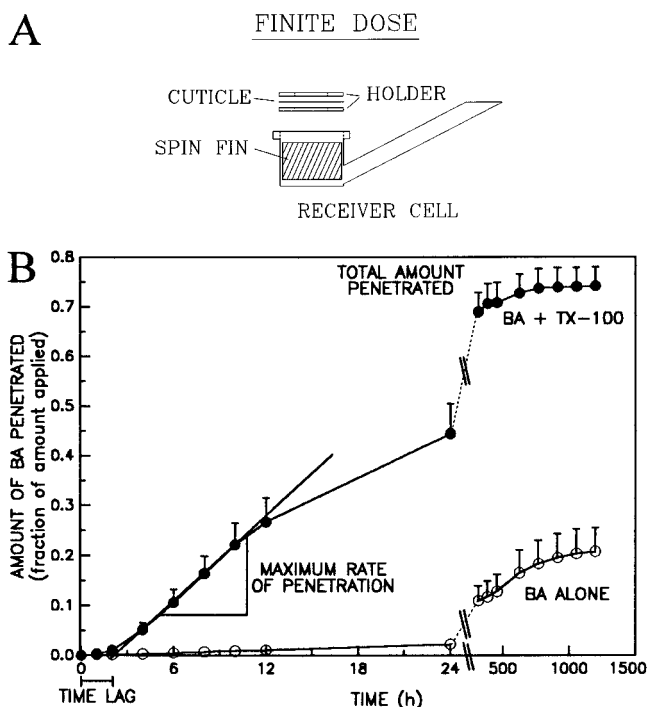 A
FINITE DOSE
CUTICLE
HOLDER
SPIN FIN
RECEIVER CELL
B
AMOUNT OF BA PENETRATED
(fraction of amount applied)
0.8
0.7
0.6
0.5
0.4
0.3
0.2
0.1
0.0
TOTAL AMOUNT
PENETRATED
BA + TX-100
MAXIMUM RATE
OF PENETRATION
BA ALONE
0 6 12 18 24 500 1000 1500
TIME LAG
TIME (h)